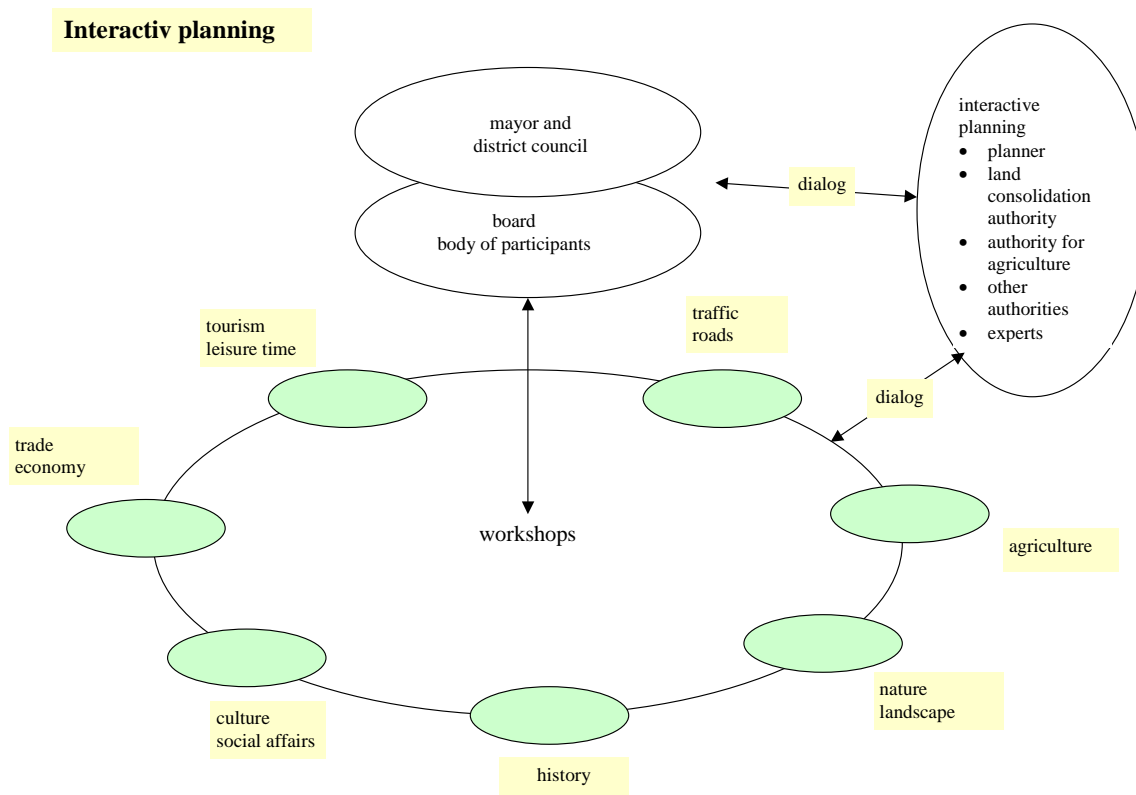 Interactiv planning
mayor and
district council
board
body of participants
dialog
interactive
planning
• planner
• land
consolidation
authority
• authority for
agriculture
• other
authorities
• experts
tourism
leisure time
traffic
roads
dialog
trade
economy
workshops
agriculture
nature
landscape
culture
social affairs
history